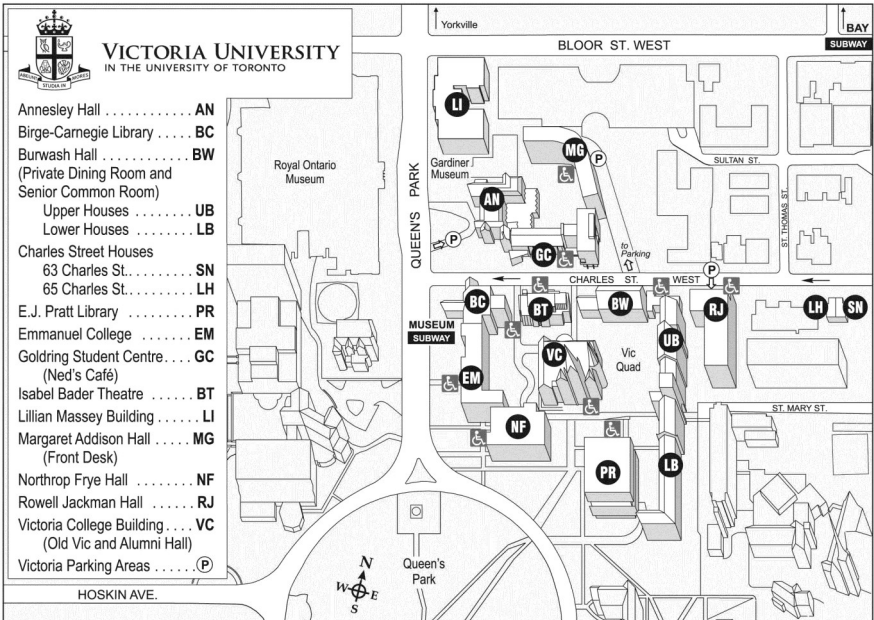 VICTORIA UNIVERSITY
IN THE UNIVERSITY OF TORONTO
ABEUNT STUDIA IN MORES
Annesley Hall . . . . . . . . . . . . AN
Birge-Carnegie Library . . . . . BC
Burwash Hall . . . . . . . . . . . . BW
(Private Dining Room and
Senior Common Room)
Upper Houses . . . . . . . . UB
Lower Houses . . . . . . . . LB
Charles Street Houses
63 Charles St.. . . . . . . . . SN
65 Charles St.. . . . . . . . . LH
E.J. Pratt Library . . . . . . . . . PR
Emmanuel College . . . . . . . EM
Goldring Student Centre. . . . GC
(Ned's Café)
Isabel Bader Theatre . . . . . . BT
Lillian Massey Building . . . . . . LI
Margaret Addison Hall . . . . . MG
(Front Desk)
Northrop Frye Hall . . . . . . . . NF
Rowell Jackman Hall . . . . . . RJ
Victoria College Building . . . . VC
(Old Vic and Alumni Hall)
Victoria Parking Areas . . . . . . P
Yorkville
BAY
SUBWAY
BLOOR ST. WEST
LI
MG
P
SULTAN ST.
Royal Ontario
Museum
Gardiner
Museum
QUEEN'S PARK
AN
ST. THOMAS ST.
P
GC
to
Parking
P
CHARLES ST. WEST
BC
BT
BW
RJ
LH
SN
MUSEUM
SUBWAY
UB
VC
Vic
Quad
EM
ST. MARY ST.
NF
PR
LB
N
W
E
S
Queen's
Park
HOSKIN AVE.